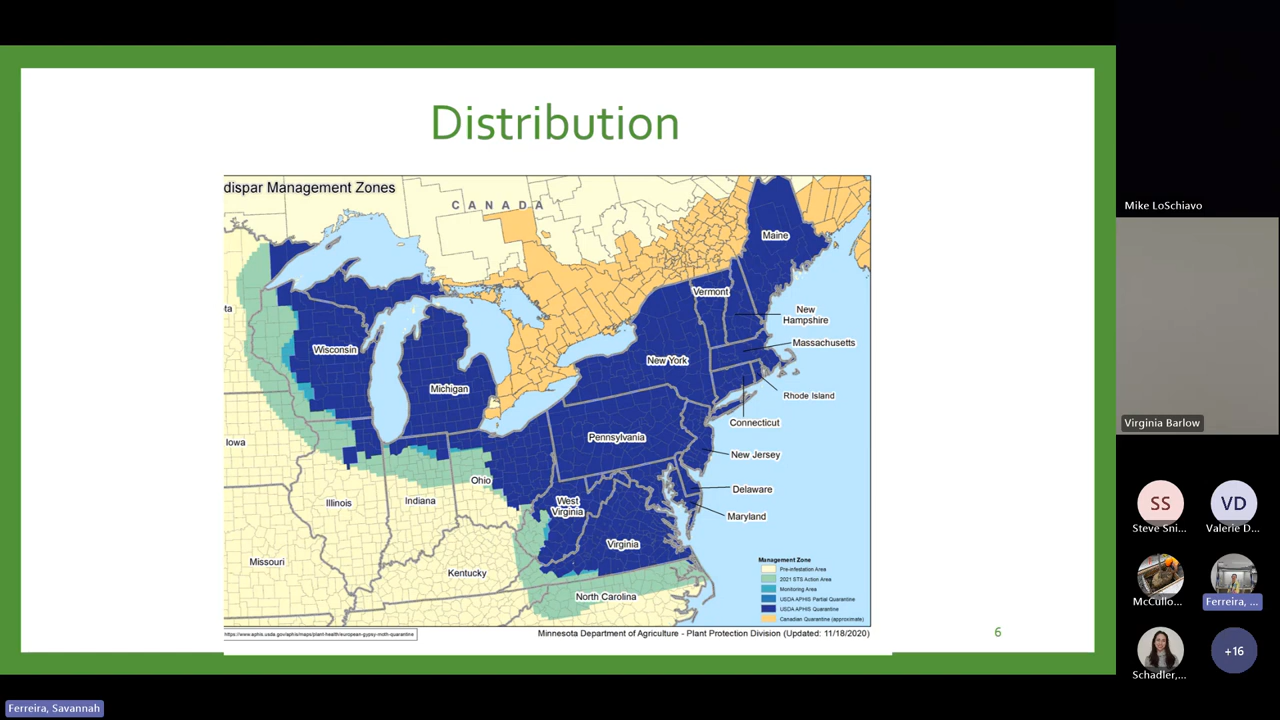 Distribution
dispar Management Zones
CANADA
Maine
Vermont
New
Hampshire
Massachusetts
ta
Wisconsin
New York
Michigan
Rhode Island
Connecticut
Iowa
Pennsylvania
New Jersey
Ohio
Delaware
Illinois
Indiana
West
Virginia
Maryland
Virginia
Missouri
Kentucky
North Carolina
Management Zone
Pre-infestation Area
2021 STS Action Area
Monitoring Area
USDA APHIS Partial Quarantine
USDA APHIS Quarantine
Canadian Quarantine (approximate)
https://www.aphis.usda.gov/aphis/maps/plant-health/european-gypsy-moth-quarantine
Minnesota Department of Agriculture - Plant Protection Division (Updated: 11/18/2020)
6
Mike LoSchiavo
Virginia Barlow
SS
VD
Steve Sni...
Valerie D...
McCullo...
Ferreira, ...
Schadler,...
+16
Ferreira, Savannah